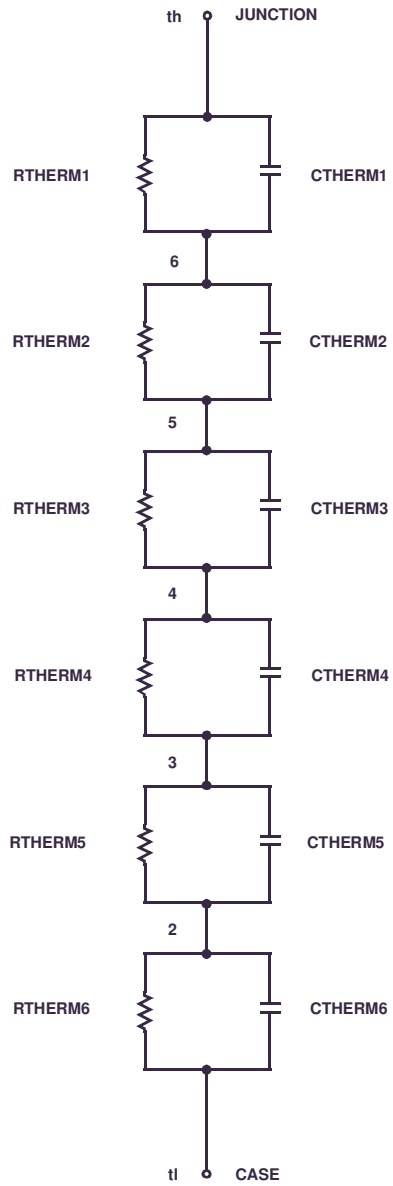 th JUNCTION
RTHERM1 CTHERM1
6
RTHERM2 CTHERM2
5
RTHERM3 CTHERM3
4
RTHERM4 CTHERM4
3
RTHERM5 CTHERM5
2
RTHERM6 CTHERM6
tl CASE